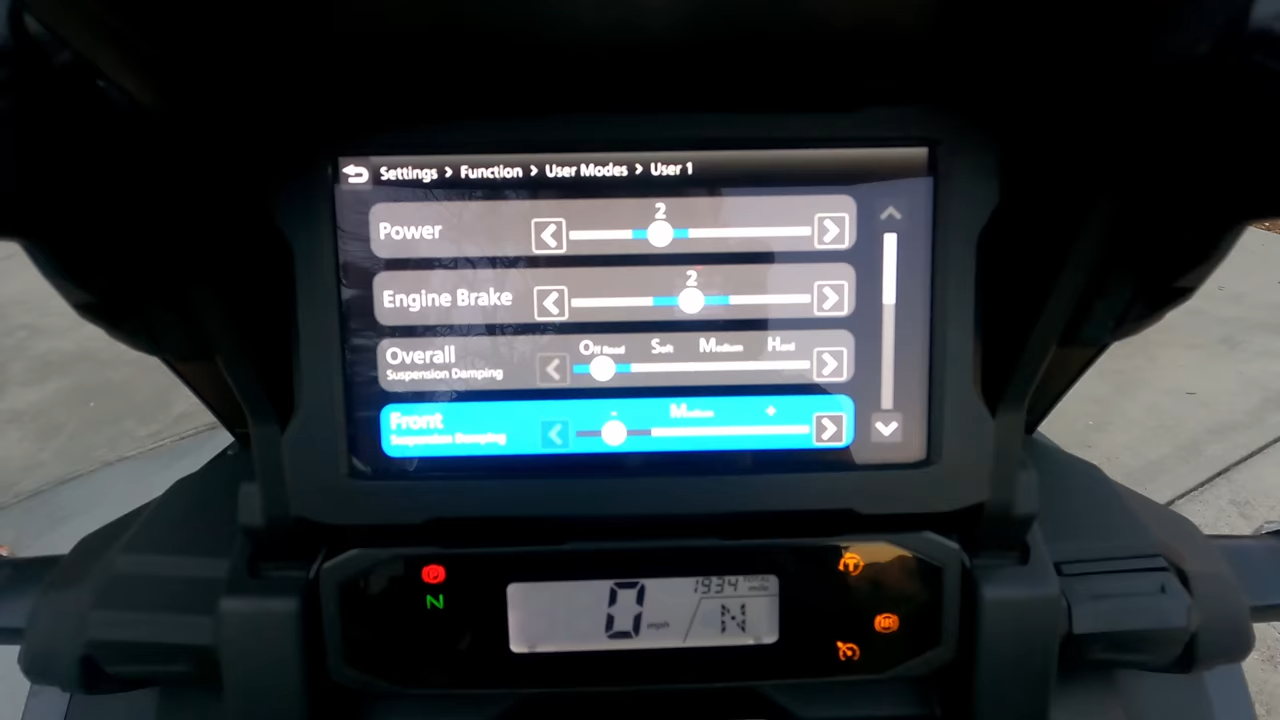 Settings > Function > User Modes > User 1
2
Power
2
Engine Brake
Off Road Soft Medium Hard
Overall
Suspension Damping
- Medium +
Front
Suspension Damping
P
N
0 mph
1934 TOTAL mile
N
T